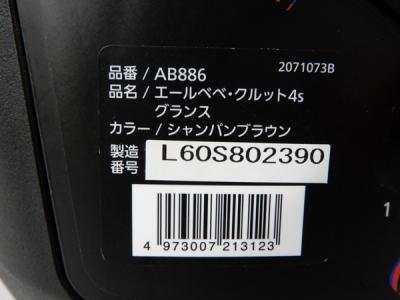 品番 / AB886
2071073B
品名 / エールベベ・クルット4s
グランス
カラー / シャンパンブラウン
製造
番号
L60S802390
4 973007 213123
1